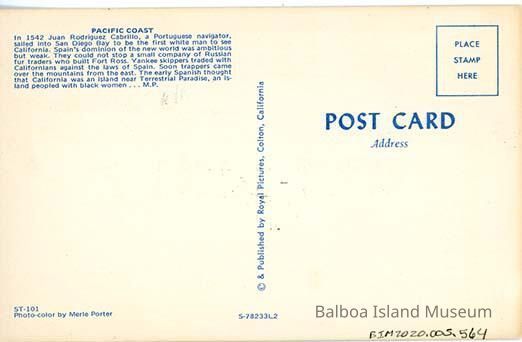 PACIFIC COAST
In 1542 Juan Rodriguez Cabrillo, a Portuguese navigator,
sailed into San Diego Bay to be the first white man to see
California. Spain's dominion of the new world was ambitious
but weak. They could not stop a small company of Russian
fur traders who built Fort Ross. Yankee skippers traded with
Californians against the laws of Spain. Soon trappers came
over the mountains from the east. The early Spanish thought
that California was an island near Terrestrial Paradise, an is-
land peopled with black women . . . M.P.
PLACE
STAMP
HERE
POST CARD
Address
© & Published by Royal Pictures, Colton, California
ST-101
Photo-color by Merle Porter
S-78233L2
Balboa Island Museum
BIM2020.005.564